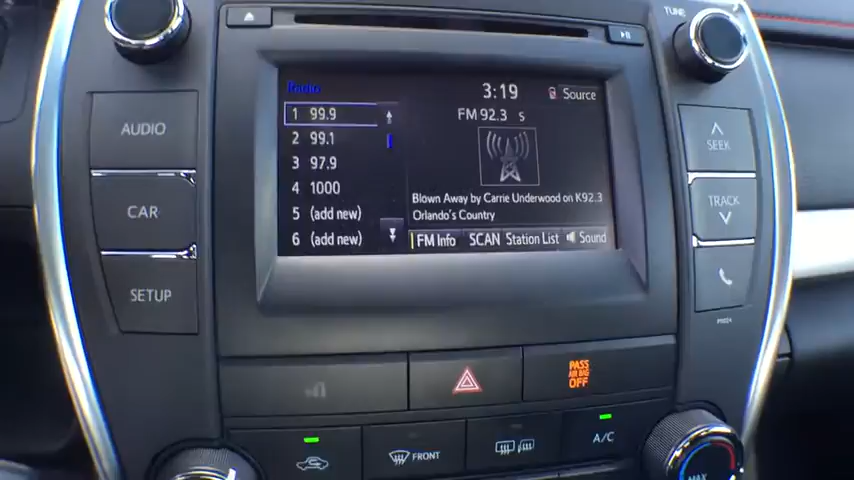 TUNE
Radio
3:19
Source
1 99.9
FM 92.3 S
2 99.1
3 97.9
4 1000
5 (add new)
6 (add new)
Blown Away by Carrie Underwood on K92.3
Orlando's Country
FM Info SCAN Station List Sound
AUDIO
CAR
SETUP
SEEK
TRACK
PASS
AIR BAG
OFF
FRONT
A/C
MAX